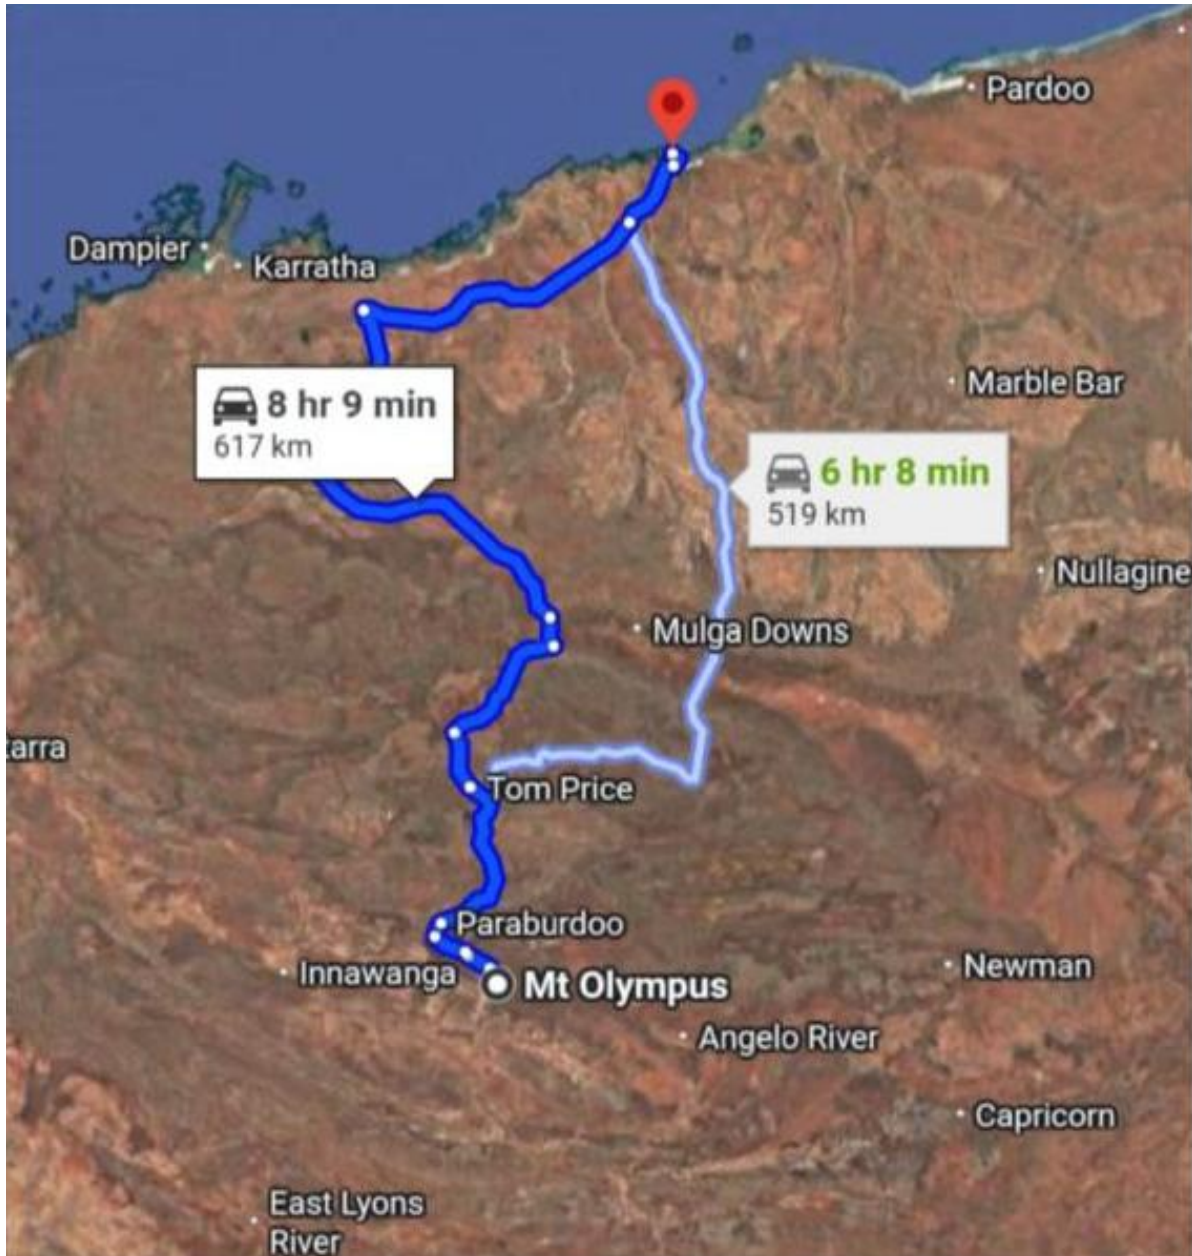 Pardoo
Dampier
Karratha
8 hr 9 min
617 km
Marble Bar
6 hr 8 min
519 km
Nullagine
Mulga Downs
arra
Tom Price
Paraburdoo
Innawanga
Newman
Mt Olympus
Angelo River
Capricorn
East Lyons
River